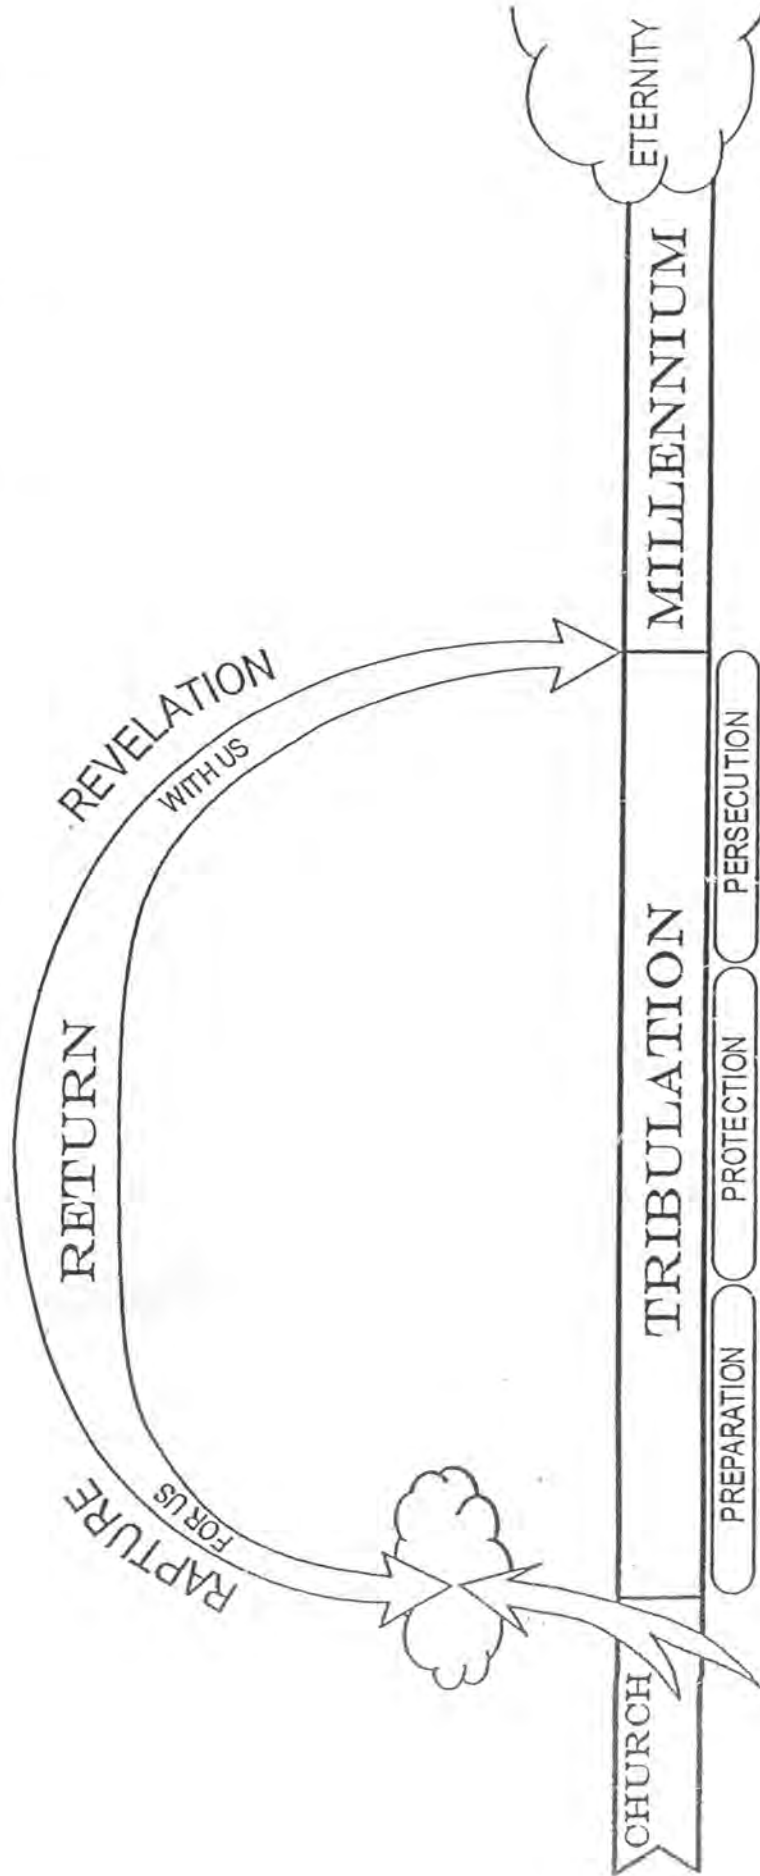 REVELATION
WITH US
RETURN
RAPTURE
FOR US
CHURCH
TRIBULATION
MILLENNIUM
ETERNITY
PREPARATION
PROTECTION
PERSECUTION